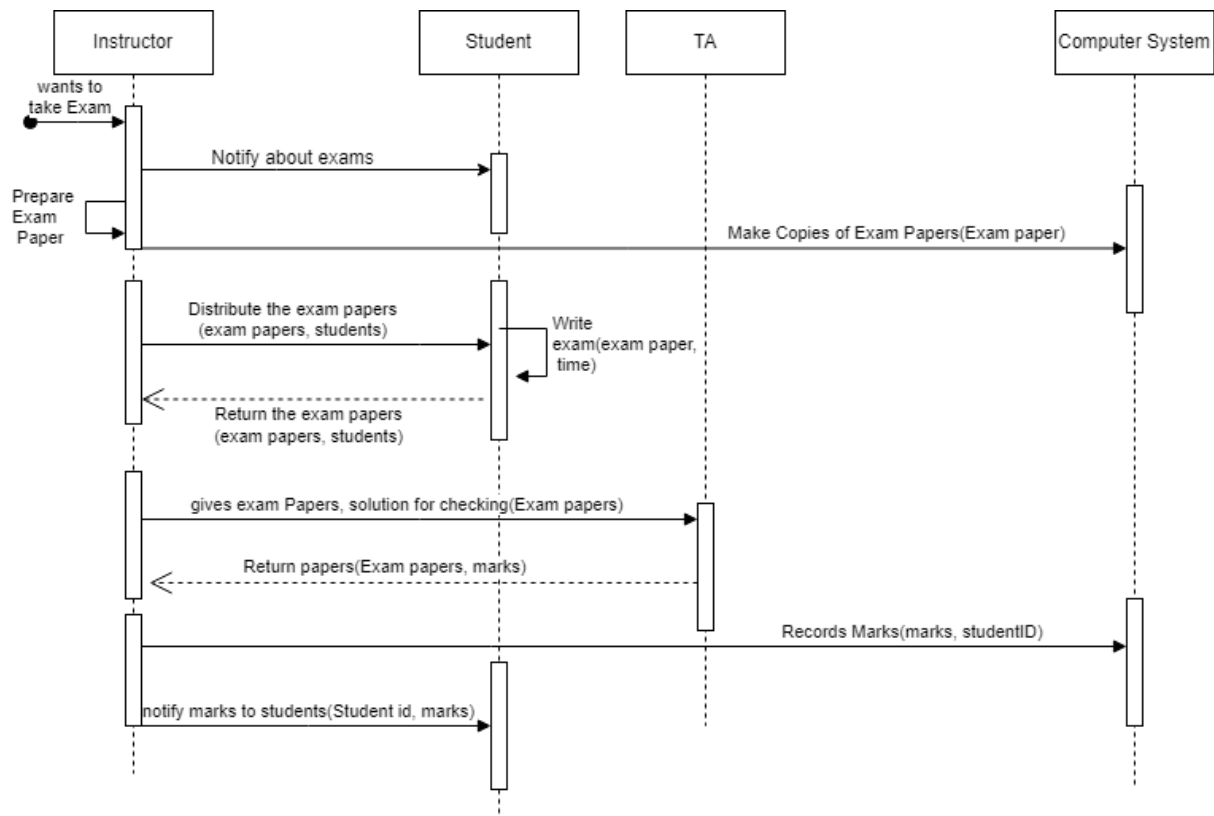 Instructor
Student
TA
Computer System
wants to
take Exam
Notify about exams
Prepare
Exam
Paper
Make Copies of Exam Papers(Exam paper)
Distribute the exam papers
(exam papers, students)
Write
exam(exam paper,
time)
Return the exam papers
(exam papers, students)
gives exam Papers, solution for checking(Exam papers)
Return papers(Exam papers, marks)
Records Marks(marks, studentID)
notify marks to students(Student id, marks)